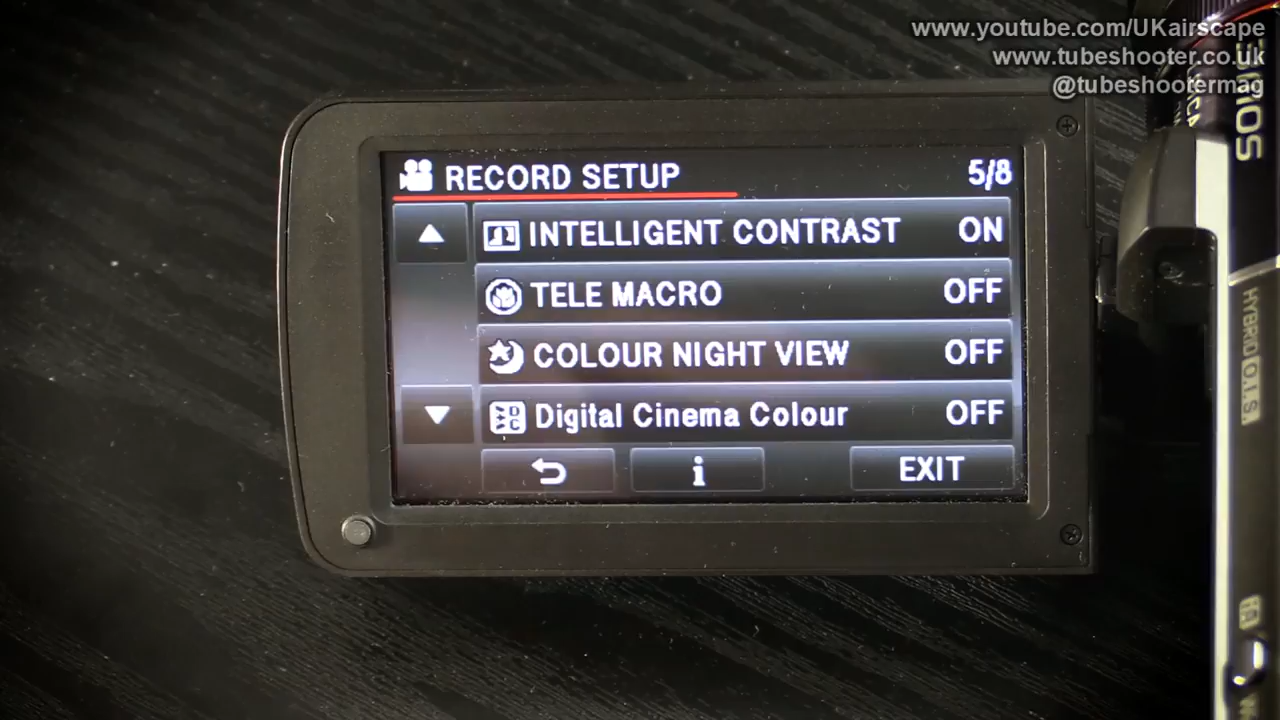 www.youtube.com/UKairscape
www.tubeshooter.co.uk
@tubeshootermag
RECORD SETUP 5/8
INTELLIGENT CONTRAST ON
TELE MACRO OFF
COLOUR NIGHT VIEW OFF
Digital Cinema Colour OFF
i EXIT
3MOS
HYBRID O.I.S